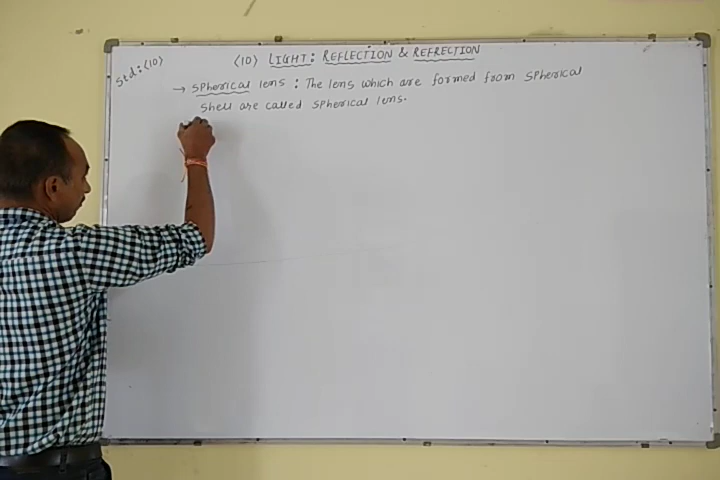 Std:(10)
(10) LIGHT: REFLECTION & REFRECTION
→ Spherical lens : The lens which are formed from spherical
shell are called spherical lens.